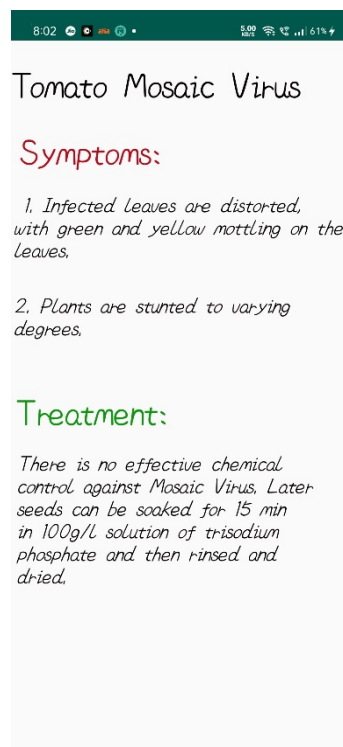 8:02
5.00
KB/S
61%
Tomato Mosaic Virus
Symptoms:
1. Infected leaves are distorted,
with green and yellow mottling on the
leaves.
2. Plants are stunted to varying
degrees.
Treatment:
There is no effective chemical
control against Mosaic Virus. Later
seeds can be soaked for 15 min
in 100g/l solution of trisodium
phosphate and then rinsed and
dried.